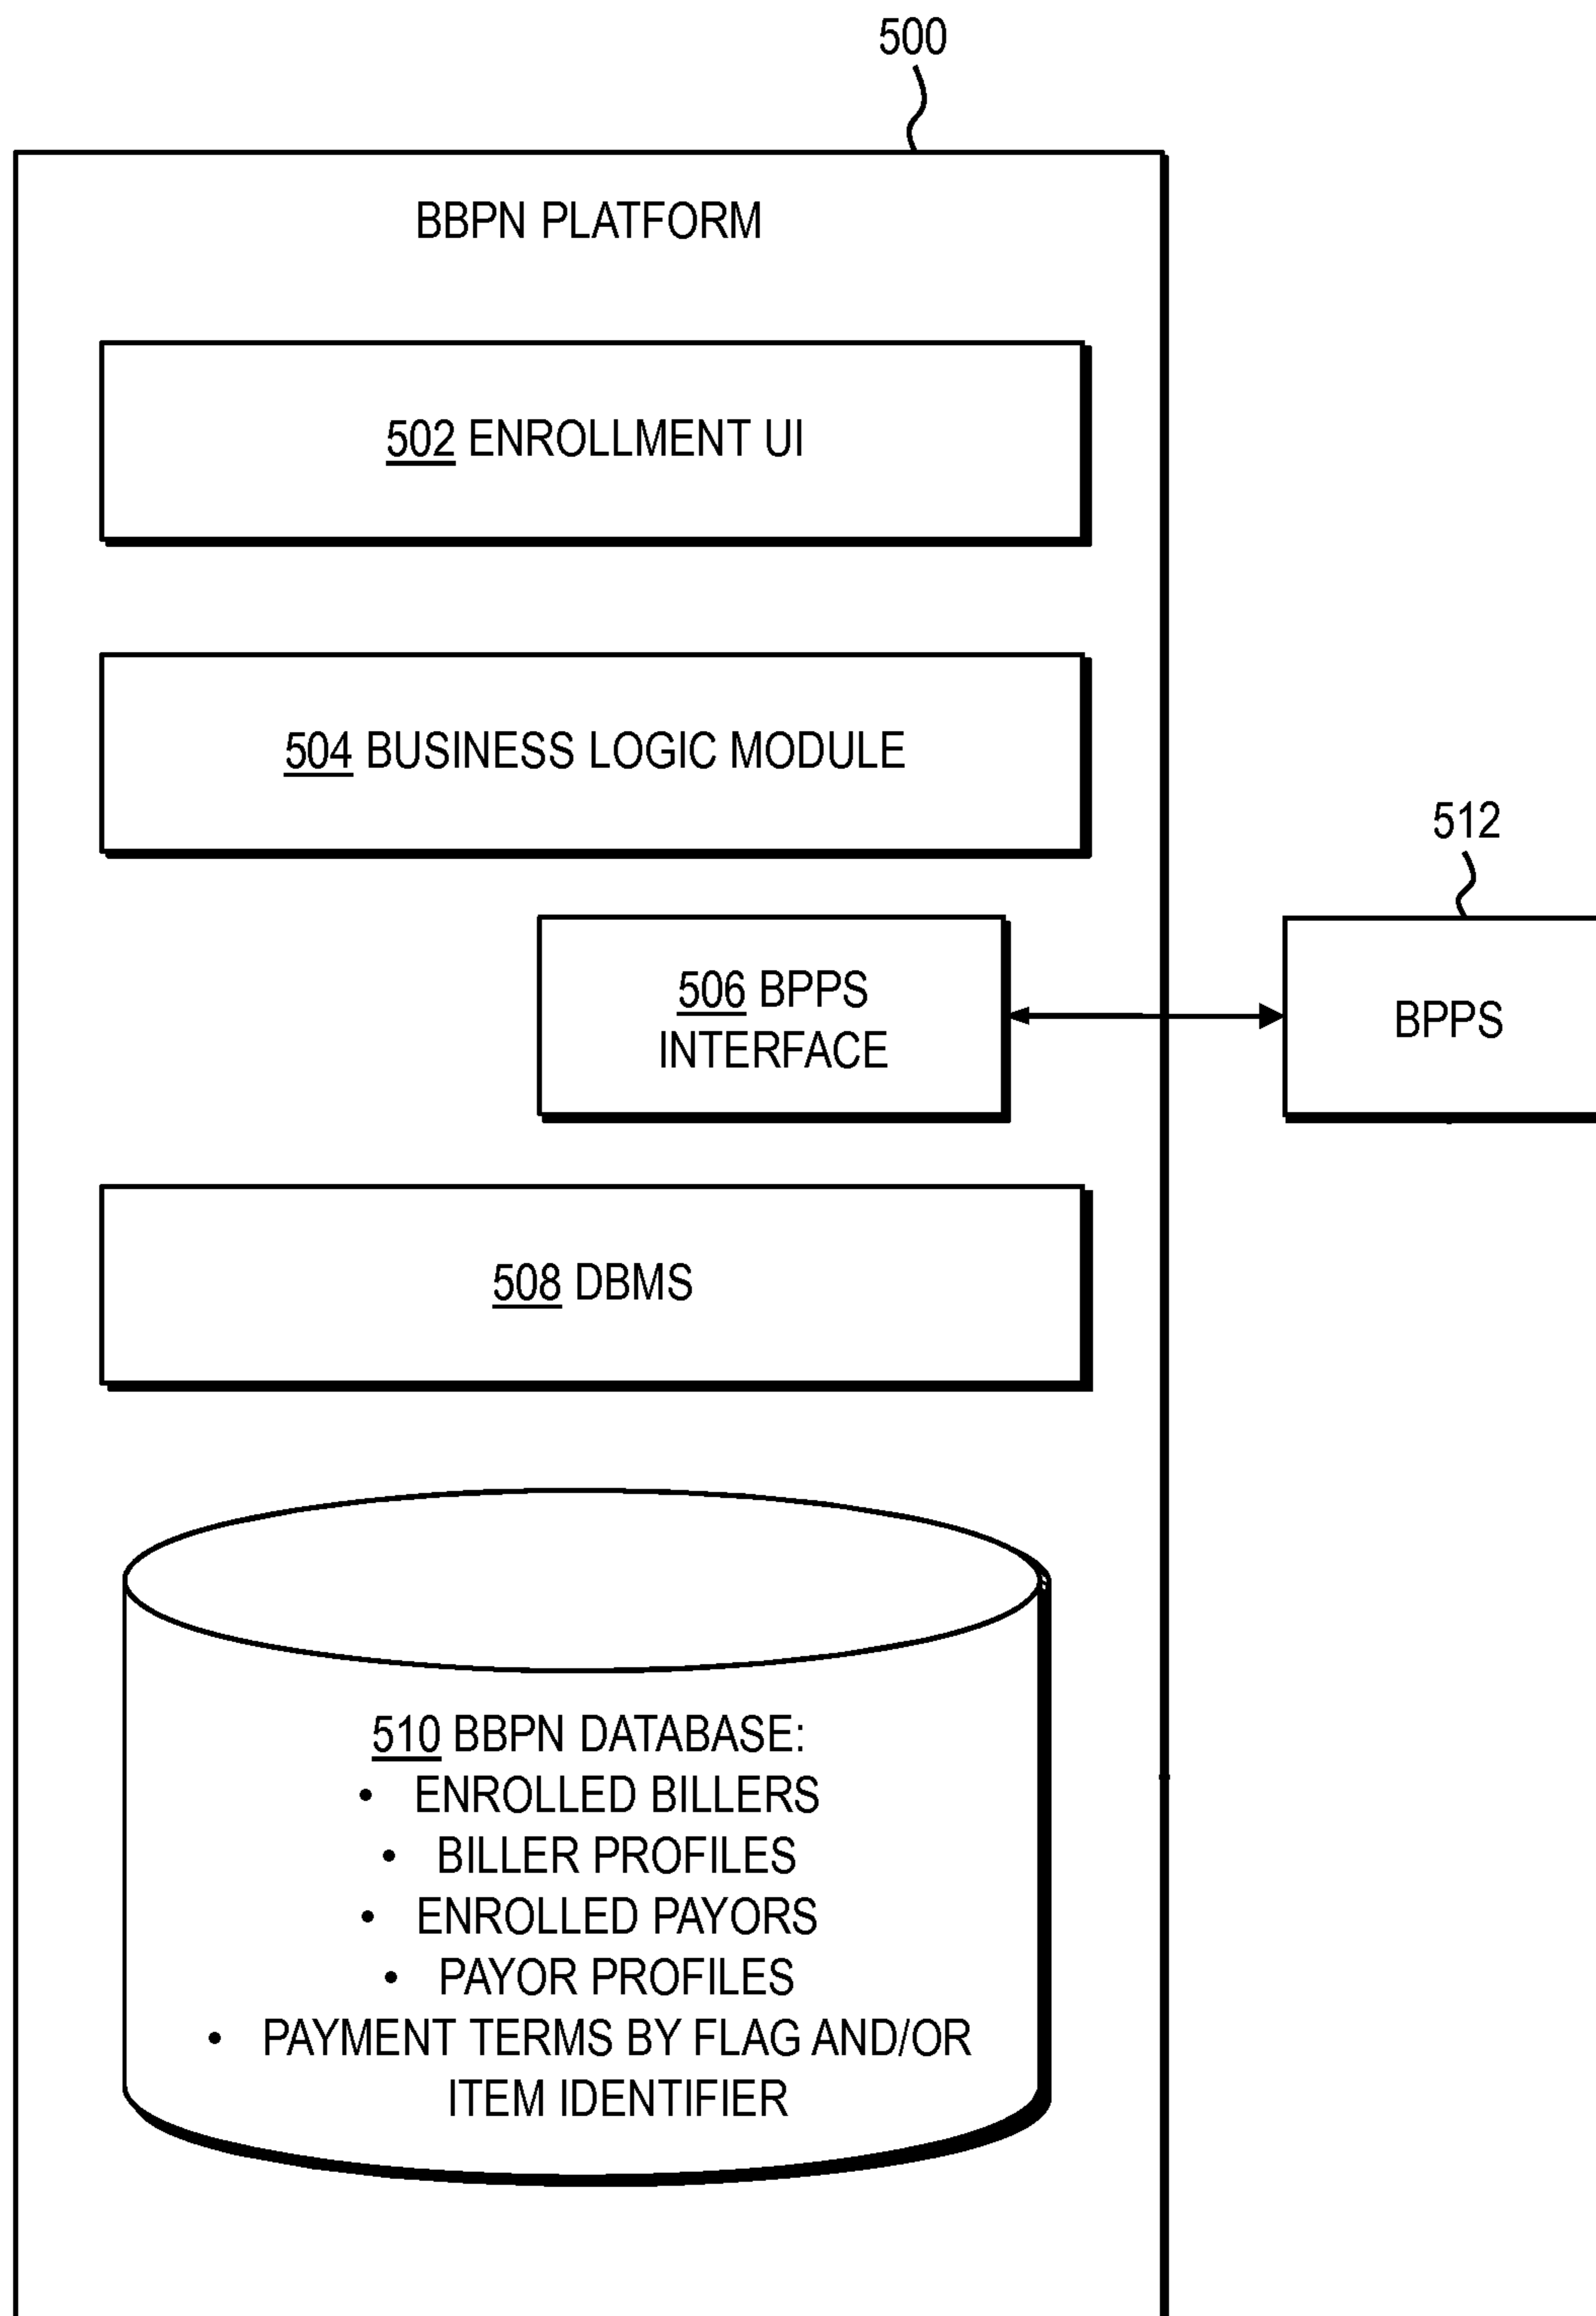 500
BBPN PLATFORM
502 ENROLLMENT UI
504 BUSINESS LOGIC MODULE
512
506 BPPS
INTERFACE
BPPS
508 DBMS
510 BBPN DATABASE:
• ENROLLED BILLERS
• BILLER PROFILES
• ENROLLED PAYORS
• PAYOR PROFILES
• PAYMENT TERMS BY FLAG AND/OR
ITEM IDENTIFIER